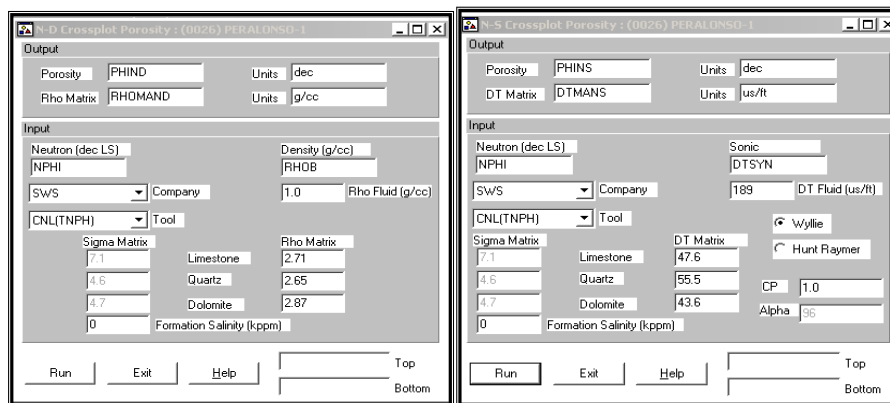 N-D Crossplot Porosity : (0026) PERALONSO-1
Output
Porosity PHIND Units dec
Rho Matrix RHOMAND Units g/cc
Input
Neutron (dec LS) Density (g/cc)
NPHI RHOB
SWS Company 1.0 Rho Fluid (g/cc)
CNL(TNPH) Tool
Sigma Matrix Rho Matrix
7.1 Limestone 2.71
4.6 Quartz 2.65
4.7 Dolomite 2.87
0 Formation Salinity (kppm)
Run Exit Help Top
Bottom
N-S Crossplot Porosity : (0026) PERALONSO-1
Output
Porosity PHINS Units dec
DT Matrix DTMANS Units us/ft
Input
Neutron (dec LS) Sonic
NPHI DTSYN
SWS Company 189 DT Fluid (us/ft)
CNL(TNPH) Tool Wyllie
Sigma Matrix DT Matrix Hunt Raymer
7.1 Limestone 47.6
4.6 Quartz 55.5 CP 1.0
4.7 Dolomite 43.6 Alpha 96
0 Formation Salinity (kppm)
Run Exit Help Top
Bottom